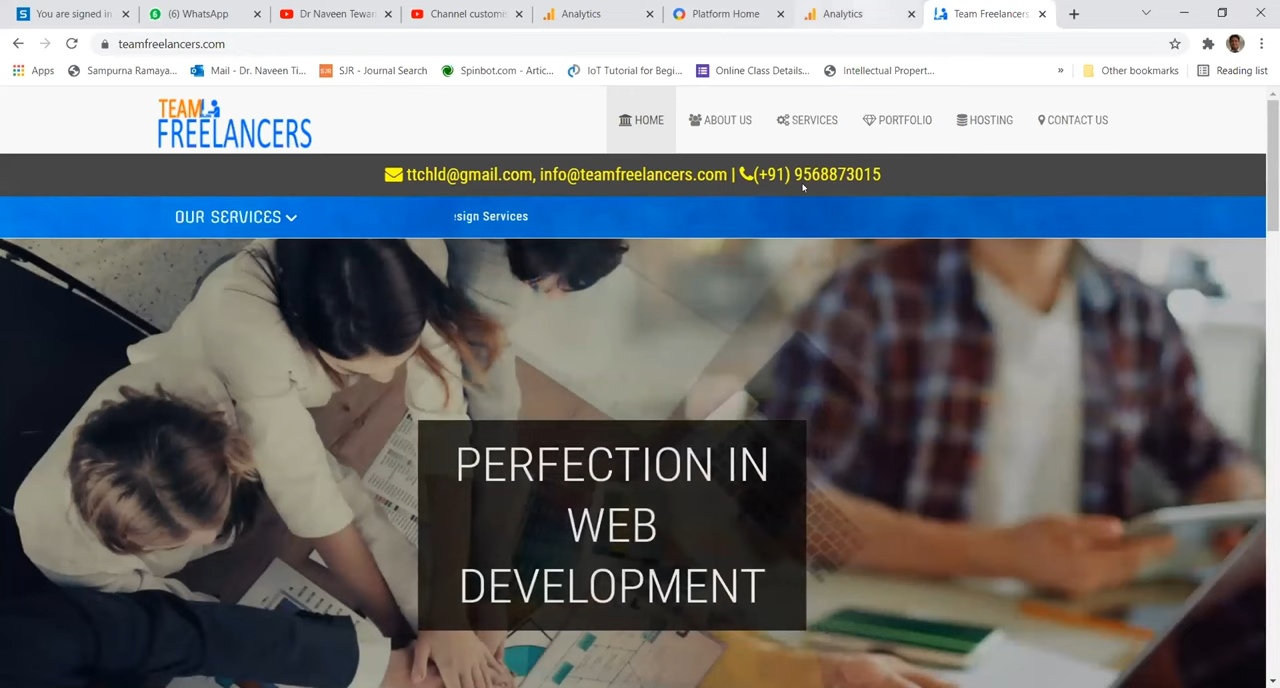 You are signed in
(6) WhatsApp
Dr Naveen Tewar
Channel custome
Analytics
Platform Home
Analytics
Team Freelancers
teamfreelancers.com
Apps
Sampurna Ramaya...
Mail - Dr. Naveen Ti...
SJR - Journal Search
Spinbot.com - Artic...
IoT Tutorial for Begi...
Online Class Details...
Intellectual Propert...
»
Other bookmarks
Reading list
TEAM
FREELANCERS
HOME
ABOUT US
SERVICES
PORTFOLIO
HOSTING
CONTACT US
ttchld@gmail.com, info@teamfreelancers.com | (+91) 9568873015
OUR SERVICES
esign Services
PERFECTION IN
WEB
DEVELOPMENT